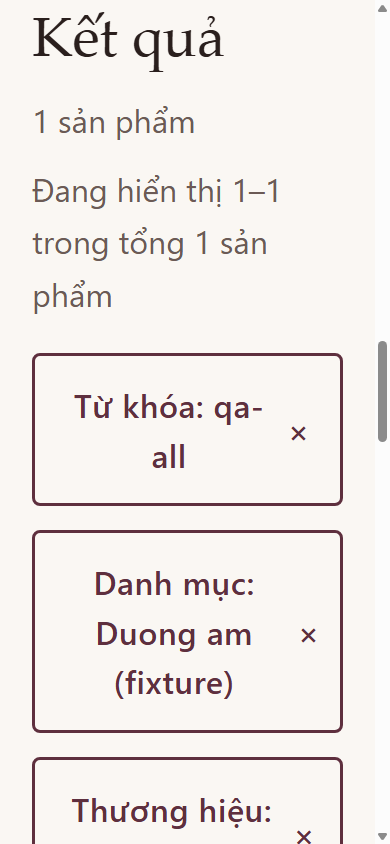 Kết quả
1 sản phẩm
Đang hiển thị 1–1
trong tổng 1 sản
phẩm
Từ khóa: qa-
all
×
Danh mục:
Duong am
(fixture)
×
Thương hiệu:
×